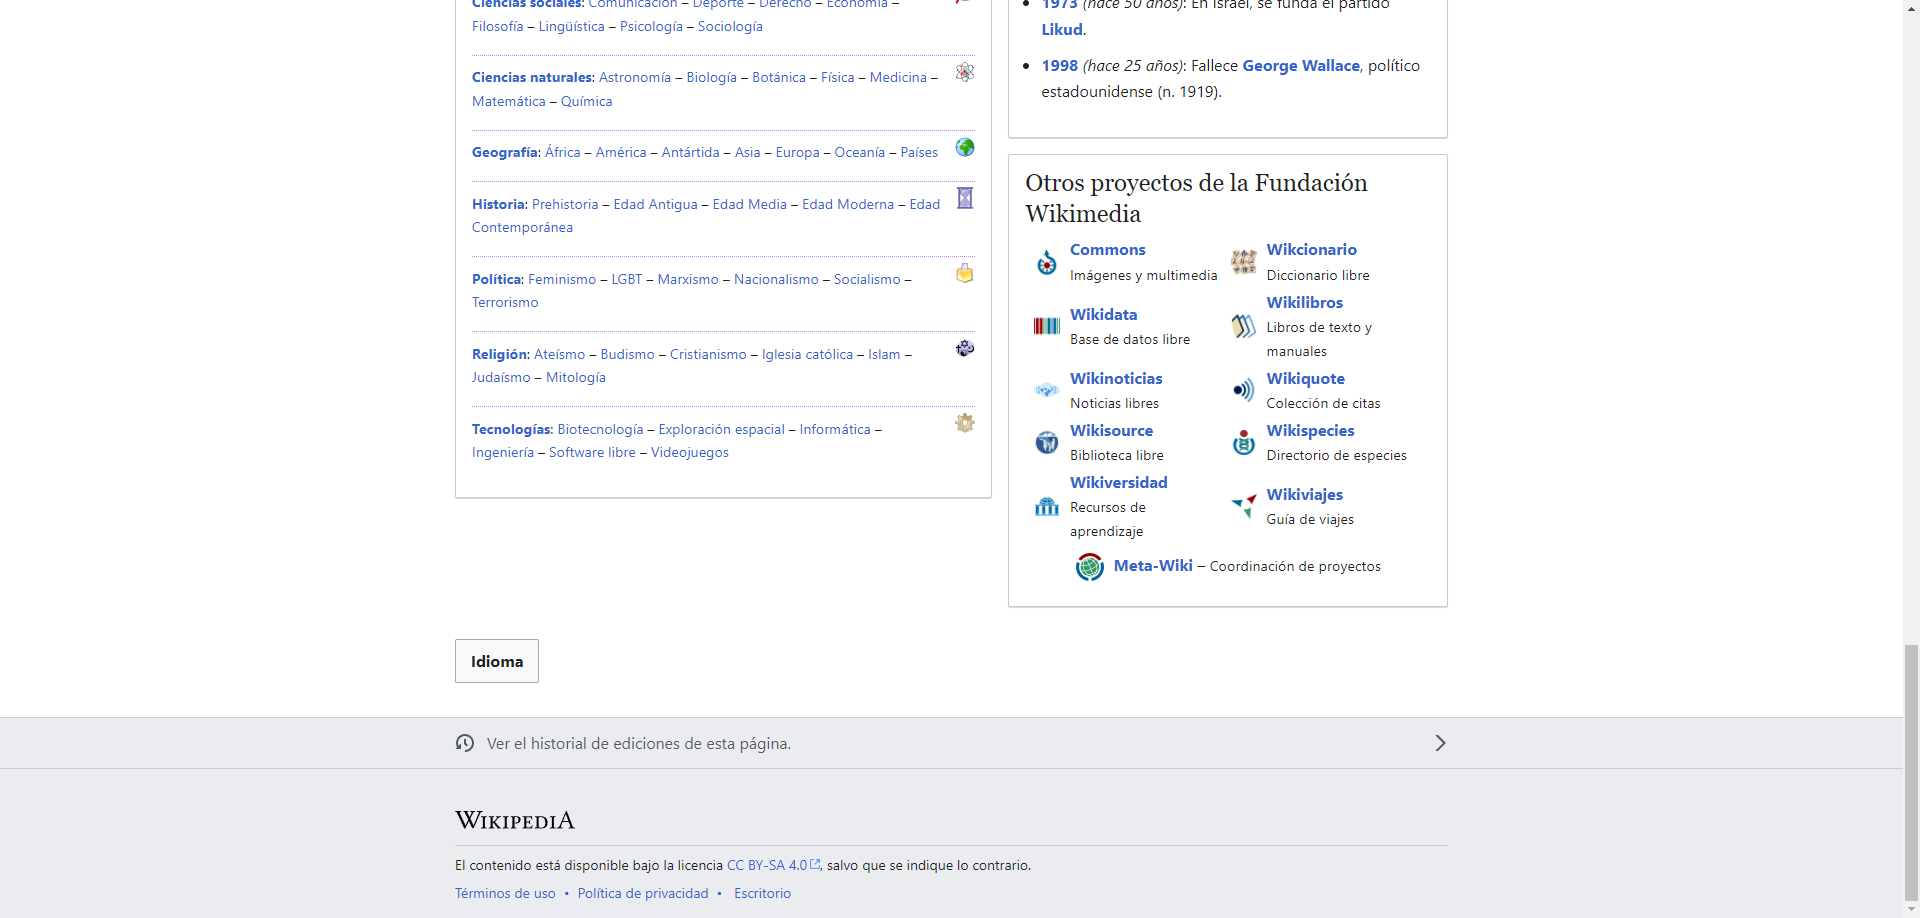 Ciencias sociales: Comunicación – Deporte – Derecho – Economía –
Filosofía – Lingüística – Psicología – Sociología
Ciencias naturales: Astronomía – Biología – Botánica – Física – Medicina –
Matemática – Química
Geografía: África – América – Antártida – Asia – Europa – Oceanía – Países
Historia: Prehistoria – Edad Antigua – Edad Media – Edad Moderna – Edad
Contemporánea
Política: Feminismo – LGBT – Marxismo – Nacionalismo – Socialismo –
Terrorismo
Religión: Ateísmo – Budismo – Cristianismo – Iglesia católica – Islam –
Judaísmo – Mitología
Tecnologías: Biotecnología – Exploración espacial – Informática –
Ingeniería – Software libre – Videojuegos
1973 (hace 50 años): En Israel, se funda el partido
Likud.
1998 (hace 25 años): Fallece George Wallace, político
estadounidense (n. 1919).
Otros proyectos de la Fundación
Wikimedia
Commons
Imágenes y multimedia
Wikcionario
Diccionario libre
Wikidata
Base de datos libre
Wikilibros
Libros de texto y
manuales
Wikinoticias
Noticias libres
Wikiquote
Colección de citas
Wikisource
Biblioteca libre
Wikispecies
Directorio de especies
Wikiversidad
Recursos de
aprendizaje
Wikiviajes
Guía de viajes
Meta-Wiki – Coordinación de proyectos
Idioma
Ver el historial de ediciones de esta página.
WIKIPEDIA
El contenido está disponible bajo la licencia CC BY-SA 4.0, salvo que se indique lo contrario.
Términos de uso • Política de privacidad • Escritorio